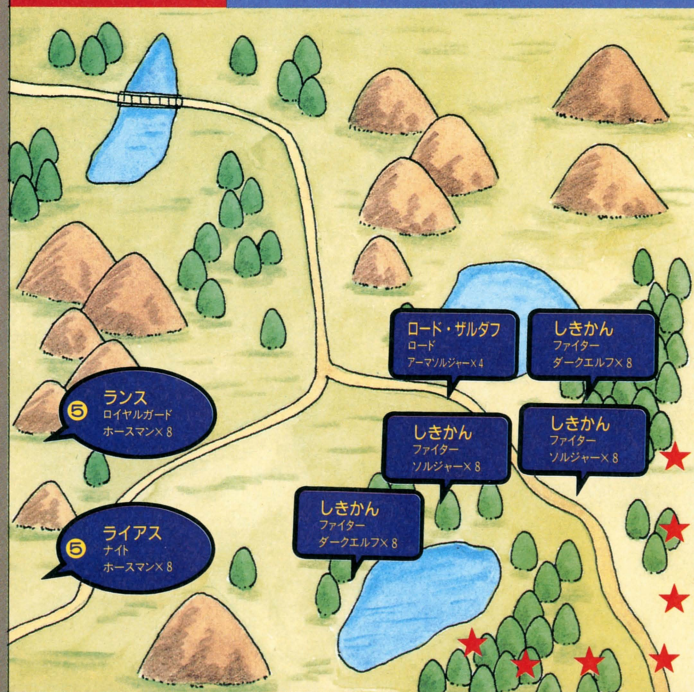 ロード・ザルダフ
ロード
アーマソルジャー×4
しきかん
ファイター
ダークエルフ×8
⑤
ランス
ロイヤルガード
ホースマン×8
しきかん
ファイター
ソルジャー×8
しきかん
ファイター
ソルジャー×8
しきかん
ファイター
ダークエルフ×8
⑤
ライアス
ナイト
ホースマン×8